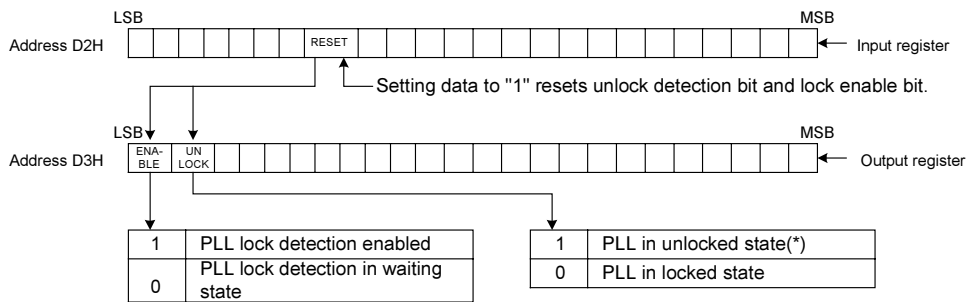 LSB MSB
Address D2H RESET Input register
Setting data to "1" resets unlock detection bit and lock enable bit.
LSB MSB
Address D3H ENA- UN Output register
BLE LOCK
1 PLL lock detection enabled
0 PLL lock detection in waiting
state
1 PLL in unlocked state(*)
0 PLL in locked state